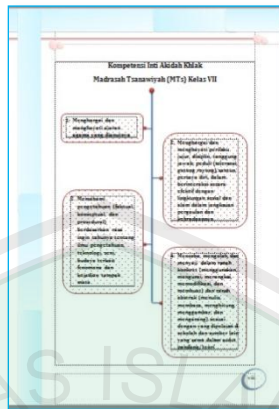 Kompetensi Inti Akidah Khlak
Madrasah Tsanawiyah (MTs) Kelas VII
1. Menghargai dan
menghayati ajaran
agama yang dianutnya
2. Menghargai dan
menghayati perilaku
jujur, disiplin, tanggung
jawab, peduli (toleransi,
gotong royong), santun,
percaya diri, dalam
berinteraksi secara
efektif dengan
lingkungan sosial dan
alam dalam jangkauan
pergaulan dan
keberadaannya
3. Memahami
pengetahuan (faktual,
konseptual, dan
prosedural)
berdasarkan rasa
ingin tahunya tentang
ilmu pengetahuan,
teknologi, seni,
budaya terkait
fenomena dan
kejadian tampak
mata
4. Mencoba, mengolah, dan
menyaji dalam ranah
konkret (menggunakan,
mengurai, merangkai,
memodifikasi, dan
membuat) dan ranah
abstrak (menulis,
membaca, menghitung,
menggambar, dan
mengarang) sesuai
dengan yang dipelajari di
sekolah dan sumber lain
yang sama dalam sudut
pandang/teori
AS ISL